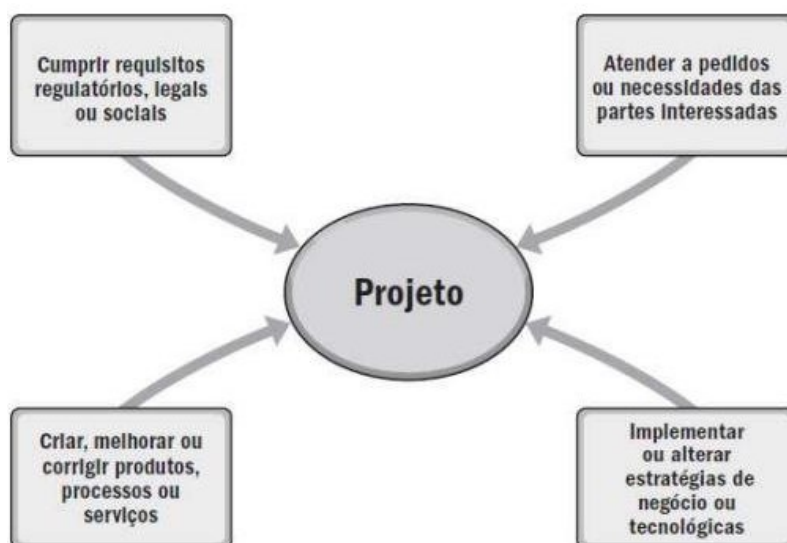 Cumprir requisitos
regulatórios, legais
ou sociais
Atender a pedidos
ou necessidades das
partes interessadas
Projeto
Criar, melhorar ou
corrigir produtos,
processos ou
serviços
Implementar
ou alterar
estratégias de
negócio ou
tecnológicas